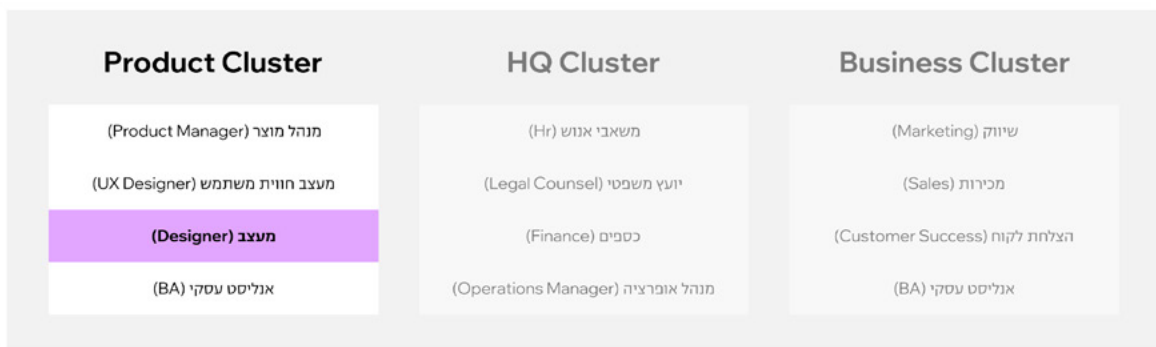 Product Cluster
מנהל מוצר (Product Manager)
מעצב חווית משתמש (UX Designer)
מעצב (Designer)
אנליסט עסקי (BA)
HQ Cluster
משאבי אנוש (Hr)
יועץ משפטי (Legal Counsel)
כספים (Finance)
מנהל אופרציה (Operations Manager)
Business Cluster
שיווק (Marketing)
מכירות (Sales)
הצלחת לקוח (Customer Success)
אנליסט עסקי (BA)